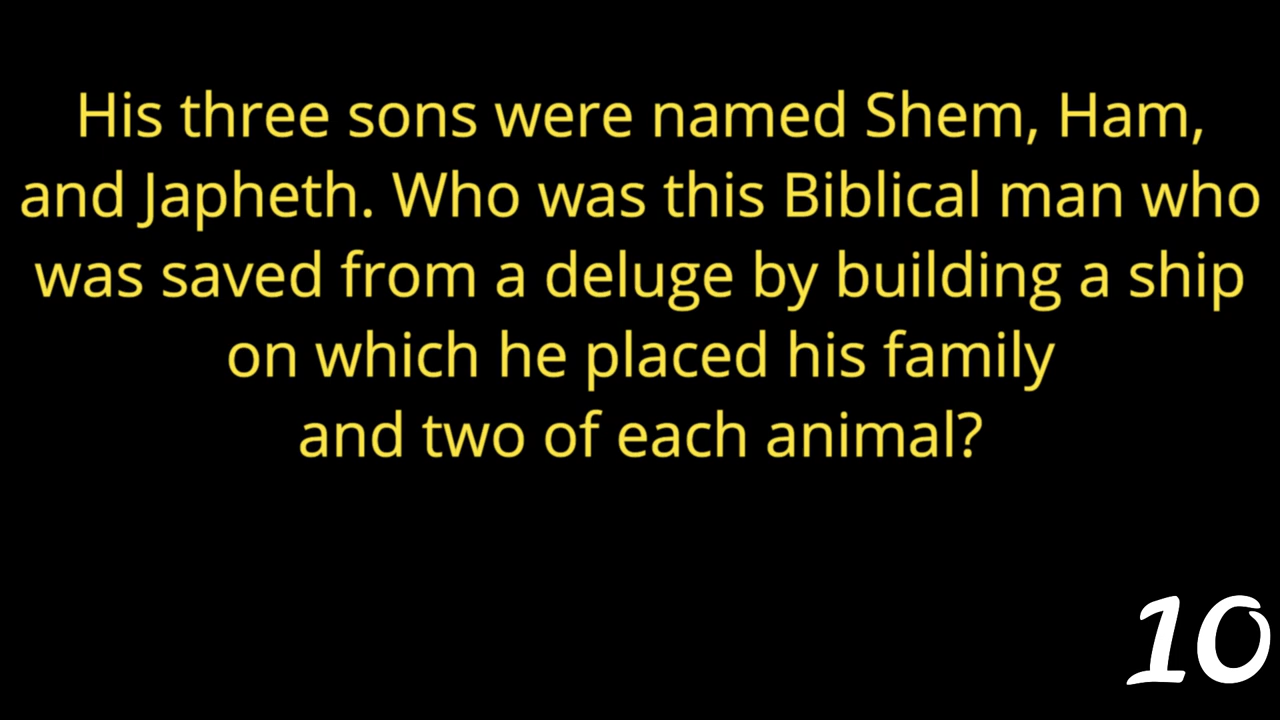 His three sons were named Shem, Ham,
and Japheth. Who was this Biblical man who
was saved from a deluge by building a ship
on which he placed his family
and two of each animal?
10